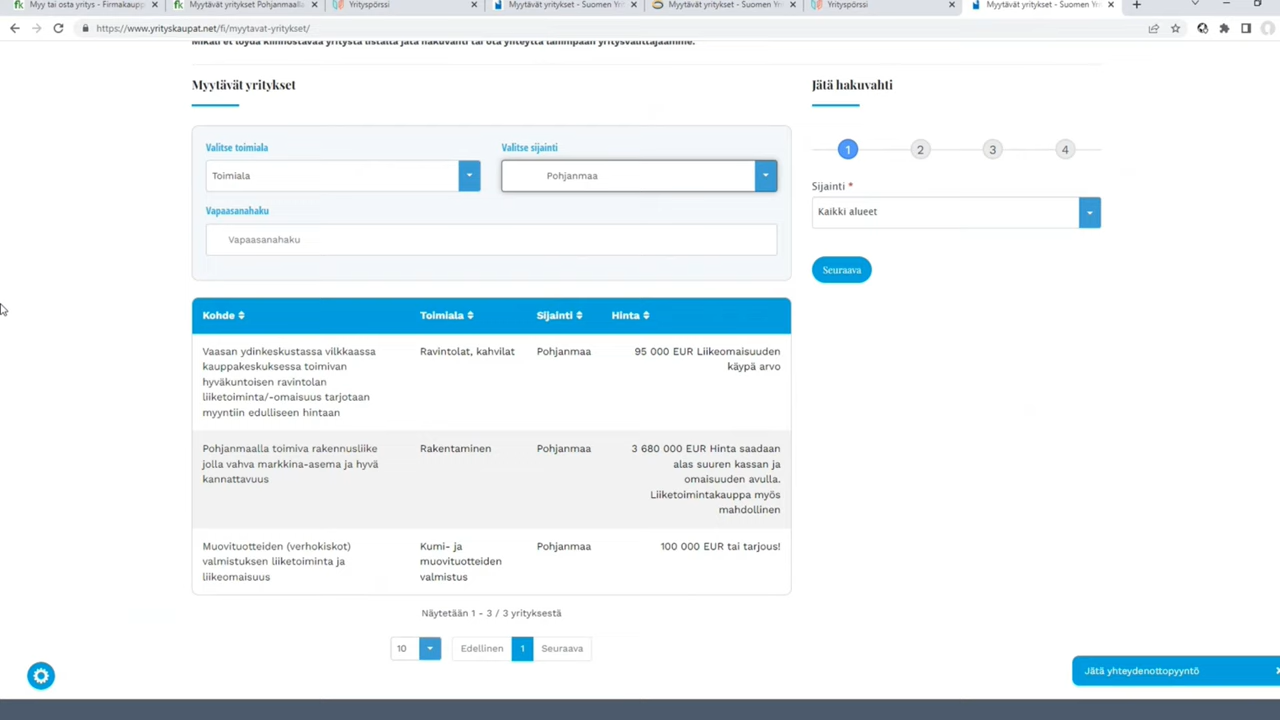 Myy tai osta yritys - Firmakaupp
Myytävät yritykset Pohjanmaalla
Yrityspörssi
Myytävät yritykset - Suomen Yr
Myytävät yritykset - Suomen Yr
Yrityspörssi
Myytävät yritykset - Suomen Yr
https://www.yrityskaupat.net/fi/myytavat-yritykset/
Mikäli et löydä kiinnostavaa yritystä listalta jätä hakuvahti tai ota yhteyttä lähimpään yritysvälittäjäämme.
Myytävät yritykset
Valitse toimiala
Valitse sijainti
Toimiala
Pohjanmaa
Vapaasanahaku
Vapaasanahaku
Kohde Toimiala Sijainti Hinta
Vaasan ydinkeskustassa vilkkaassa
kauppakeskuksessa toimivan
hyväkuntoisen ravintolan
liiketoiminta/-omaisuus tarjotaan
myyntiin edulliseen hintaan
Ravintolat, kahvilat
Pohjanmaa
95 000 EUR Liikeomaisuuden
käypä arvo
Pohjanmaalla toimiva rakennusliike
jolla vahva markkina-asema ja hyvä
kannattavuus
Rakentaminen
Pohjanmaa
3 680 000 EUR Hinta saadaan
alas suuren kassan ja
omaisuuden avulla.
Liiketoimintakauppa myös
mahdollinen
Muovituotteiden (verhokiskot)
valmistuksen liiketoiminta ja
liikeomaisuus
Kumi- ja
muovituotteiden
valmistus
Pohjanmaa
100 000 EUR tai tarjous!
Näytetään 1 - 3 / 3 yrityksestä
10
Edellinen 1 Seuraava
Jätä hakuvahti
1 2 3 4
Sijainti *
Kaikki alueet
Seuraava
Jätä yhteydenottopyyntö